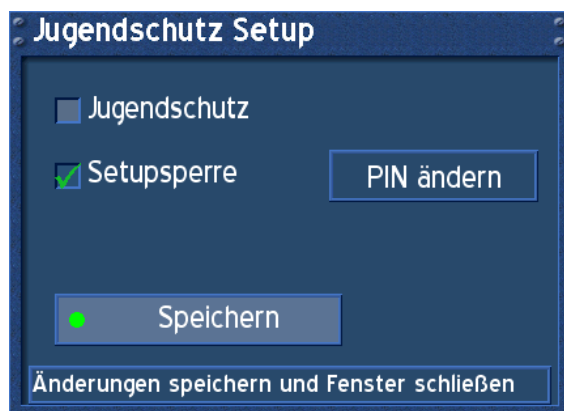 Jugendschutz Setup
Jugendschutz
Setupsperre
PIN ändern
Speichern
Änderungen speichern und Fenster schließen